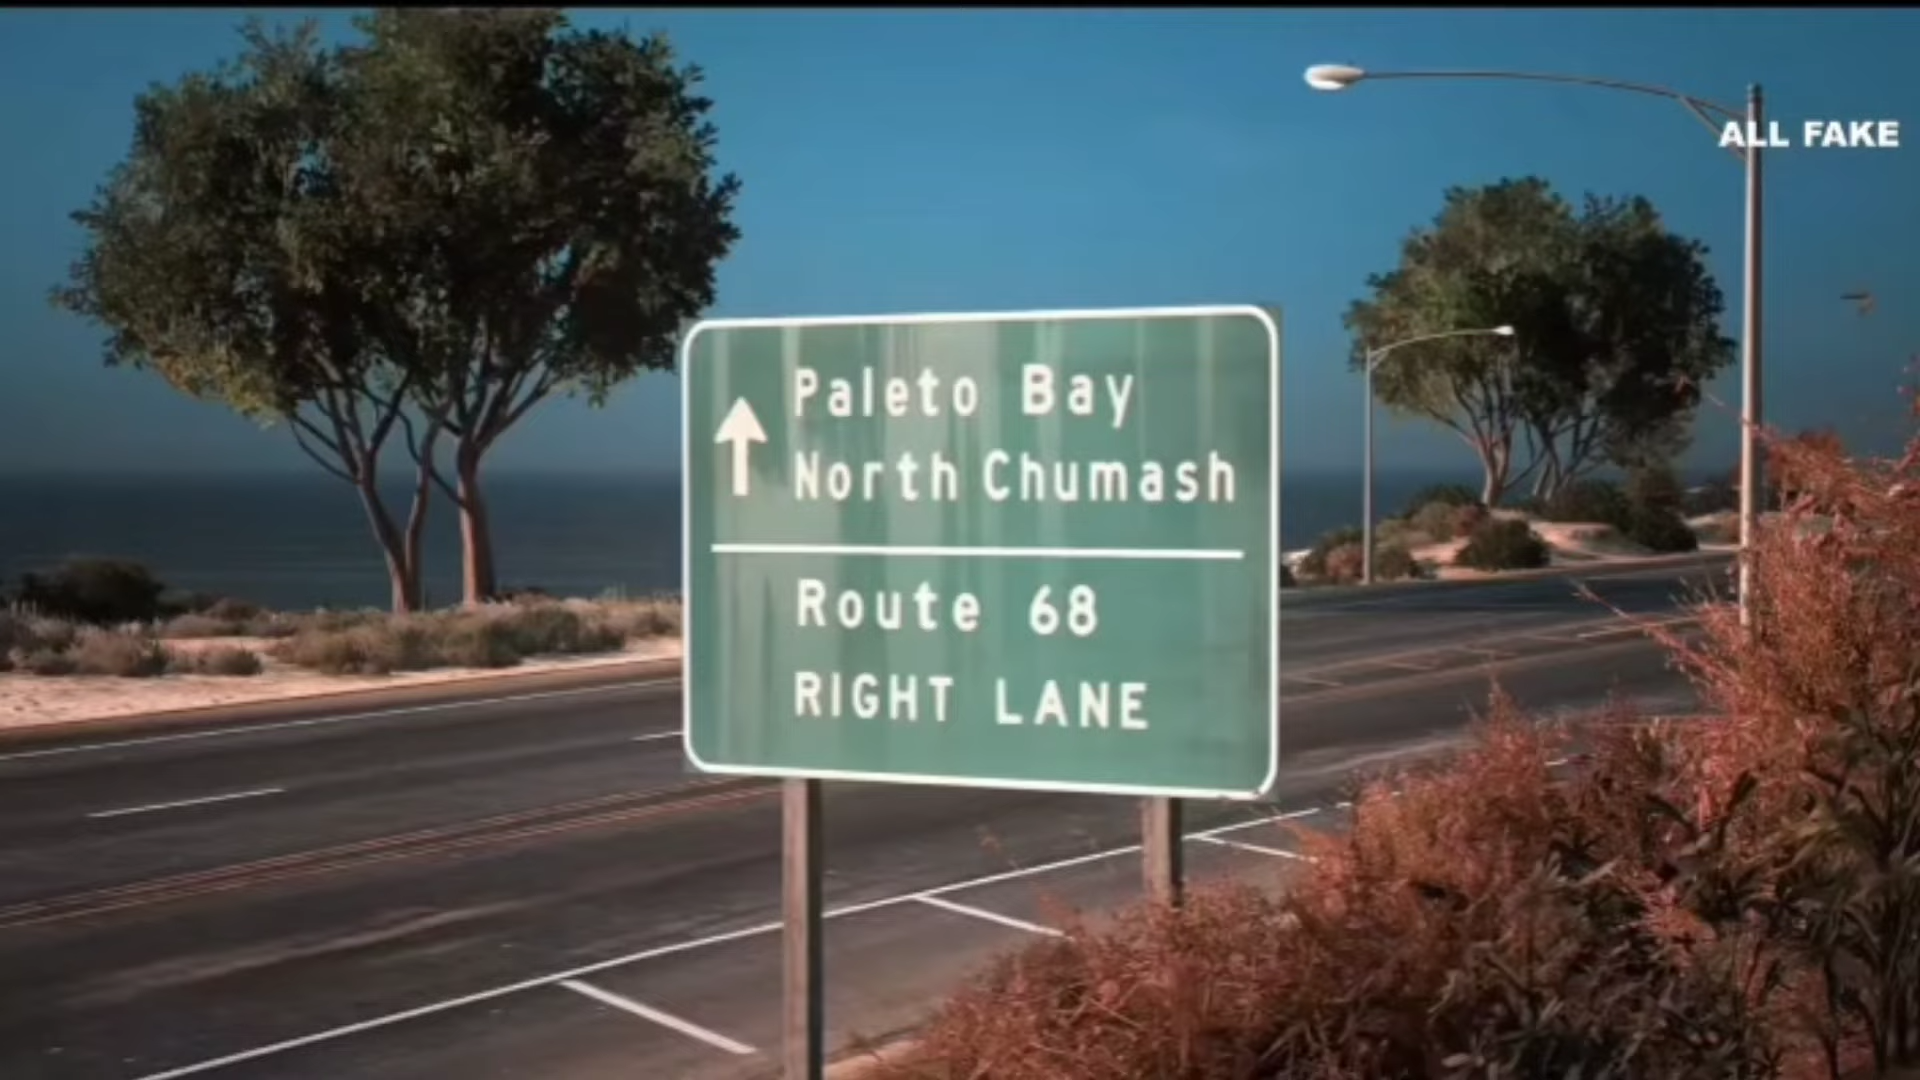 ALL FAKE
Paleto Bay
North Chumash
Route 68
RIGHT LANE